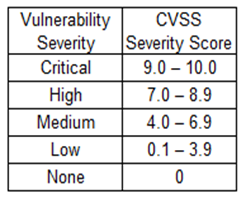 Vulnerability Severity CVSS Severity Score
Critical 9.0 – 10.0
High 7.0 – 8.9
Medium 4.0 – 6.9
Low 0.1 – 3.9
None 0